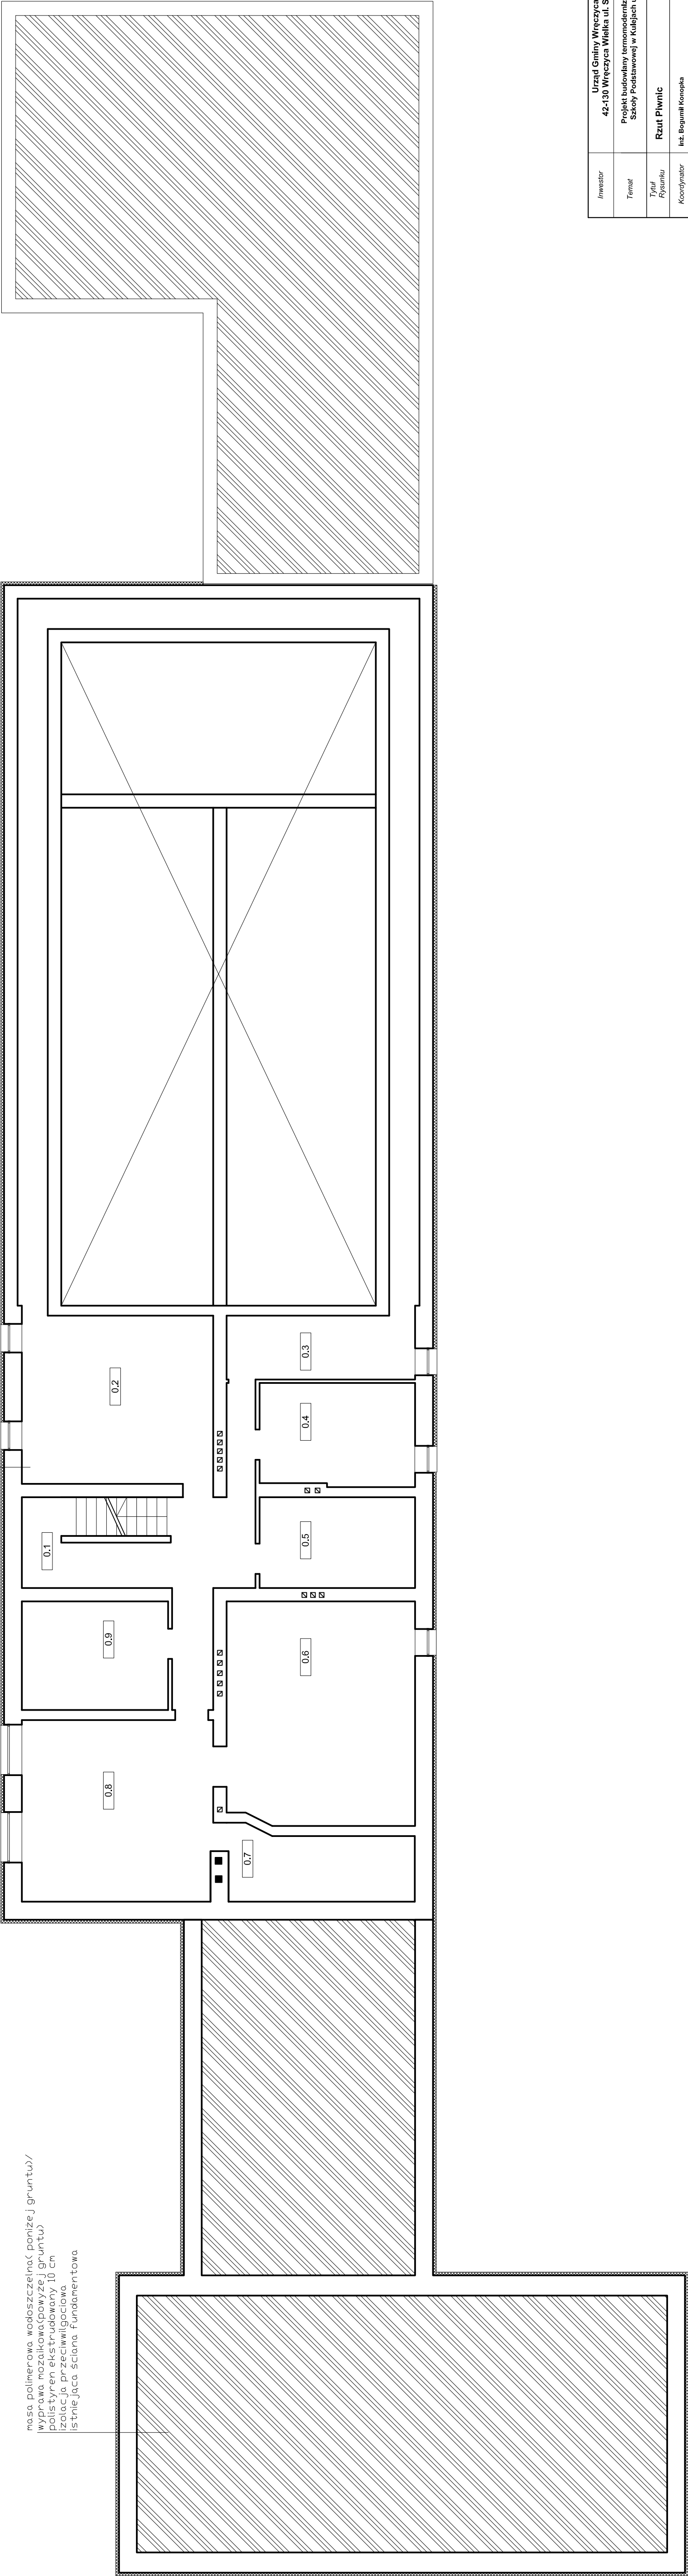 masa polimerowa wodoszczelna( poniżej gruntu)/
wyprawa mozaikowa(powyżej gruntu)
polistyren ekstrudowany 10 cm
izolacja przeciwwilgociowa
istniejąca ściana fundamentowa
0.1
0.2
0.3
0.4
0.5
0.6
0.7
0.8
0.9
Inwestor
Urząd Gminy Wręczyca
42-130 Wręczyca Wielka ul. S
Temat
Projekt budowlany
Szkoły Podstawowej w Kulejach u
Tytuł
Rysunku
Rzut Piwnic
Koordynator
inż. Bogumił Konopka